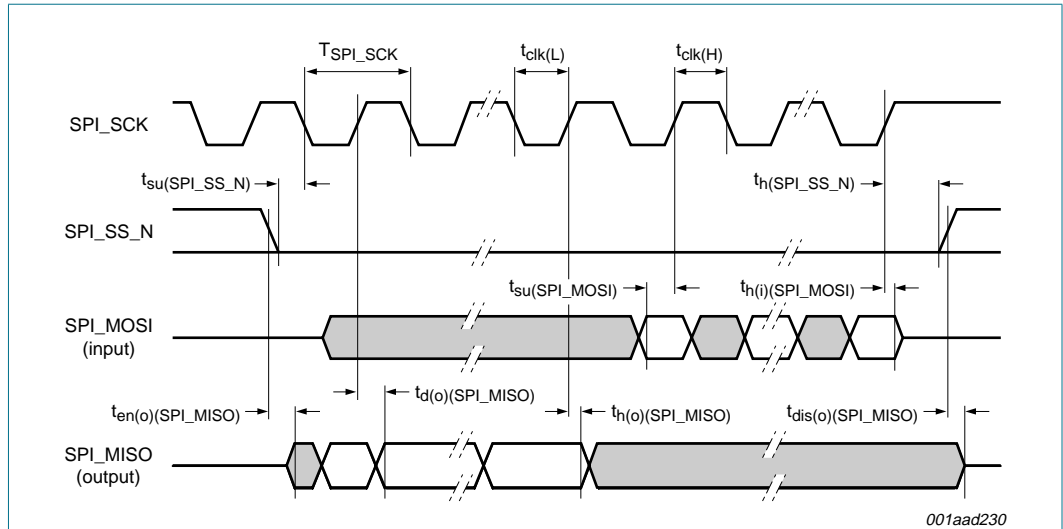 TSPI_SCK
tclk(L)
tclk(H)
SPI_SCK
tsu(SPI_SS_N)
th(SPI_SS_N)
SPI_SS_N
tsu(SPI_MOSI)
th(i)(SPI_MOSI)
SPI_MOSI
(input)
ten(o)(SPI_MISO)
td(o)(SPI_MISO)
th(o)(SPI_MISO)
tdis(o)(SPI_MISO)
SPI_MISO
(output)
001aad230